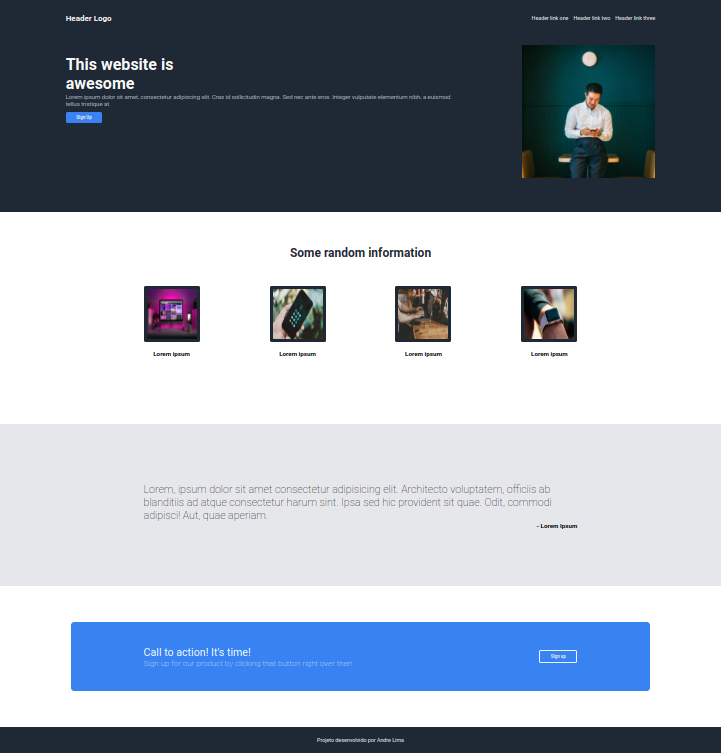 Header Logo
Header link one Header link two Header link three
This website is
awesome
Lorem ipsum dolor sit amet, consectetur adipiscing elit. Cras id sollicitudin magna. Sed nec ante eros. Integer vulputate elementum nibh, a euismod
tellus tristique at.
Sign Up
Some random information
Lorem ipsum
Lorem ipsum
Lorem ipsum
Lorem ipsum
Lorem, ipsum dolor sit amet consectetur adipisicing elit. Architecto voluptatem, officiis ab
blanditiis ad atque consectetur harum sint. Ipsa sed hic provident sit quae. Odit, commodi
adipisci! Aut, quae aperiam.
- Lorem Ipsum
Call to action! It's time!
Sign up for our product by clicking that button right over ther!
Sign up
Projeto desenvolvido por Andre Lima